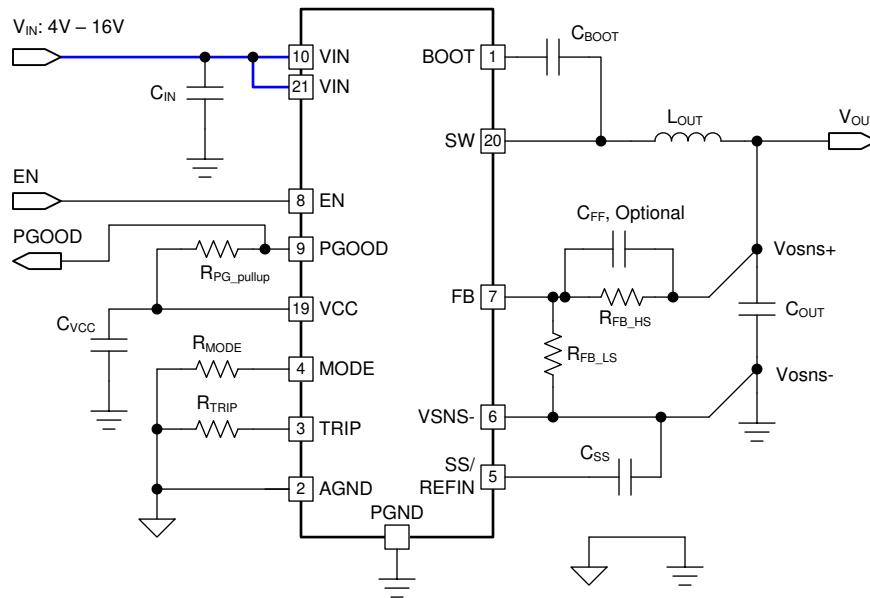 VIN: 4V – 16V
CIN
10 VIN
21 VIN
EN
8 EN
PGOOD
9 PGOOD
RPG_pullup
19 VCC
CVCC
RMODE
4 MODE
RTRIP
3 TRIP
2 AGND
PGND
BOOT 1
CBOOT
SW 20
LOUT
VOUT
CFF, Optional
Vosns+
FB 7
RFB_HS
COUT
RFB_LS
Vosns-
VSNS- 6
CSS
SS/
REFIN 5